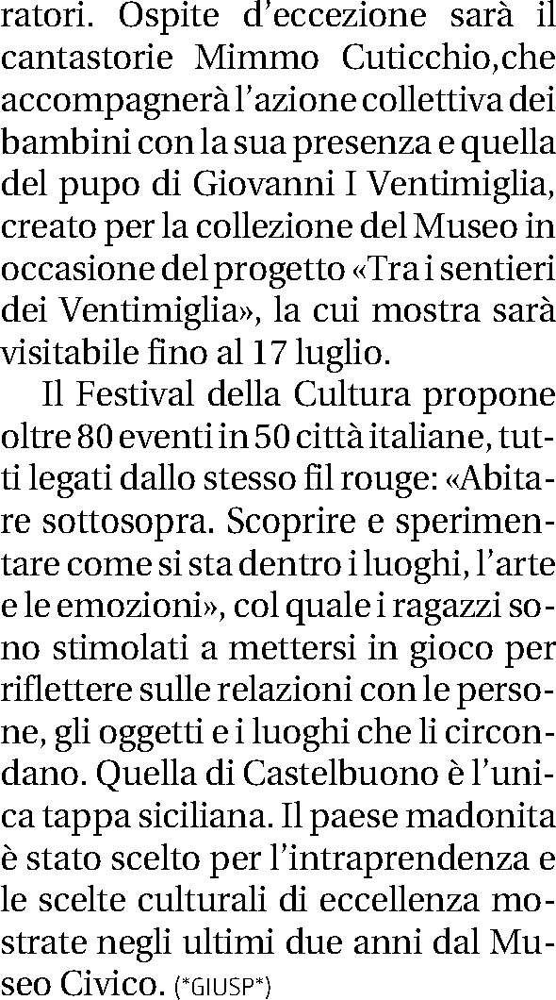 ratori. Ospite d’eccezione sarà il
cantastorie Mimmo Cuticchio,che
accompagnerà l’azione collettiva dei
bambini con la sua presenza e quella
del pupo di Giovanni I Ventimiglia,
creato per la collezione del Museo in
occasione del progetto «Tra i sentieri
dei Ventimiglia», la cui mostra sarà
visitabile fino al 17 luglio.
Il Festival della Cultura propone
oltre 80 eventi in 50 città italiane, tut-
ti legati dallo stesso fil rouge: «Abita-
re sottosopra. Scoprire e sperimen-
tare come si sta dentro i luoghi, l’arte
e le emozioni», col quale i ragazzi so-
no stimolati a mettersi in gioco per
riflettere sulle relazioni con le perso-
ne, gli oggetti e i luoghi che li circon-
dano. Quella di Castelbuono è l’uni-
ca tappa siciliana. Il paese madonita
è stato scelto per l’intraprendenza e
le scelte culturali di eccellenza mo-
strate negli ultimi due anni dal Mu-
seo Civico. (*GIUSP*)